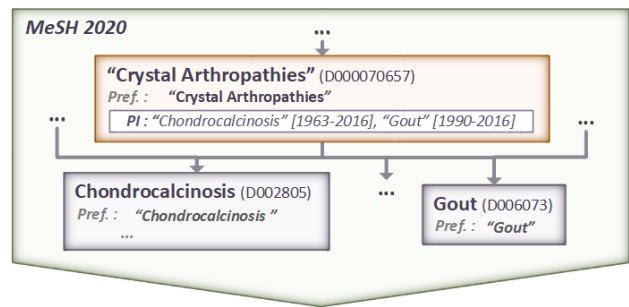 MeSH 2020
...
“Crystal Arthropathies” (D000070657)
Pref. : “Crystal Arthropathies”
PI : “Chondrocalcinosis” [1963-2016], “Gout” [1990-2016]
...
...
Chondrocalcinosis (D002805)
Pref. : “Chondrocalcinosis ”
...
...
Gout (D006073)
Pref. : “Gout”